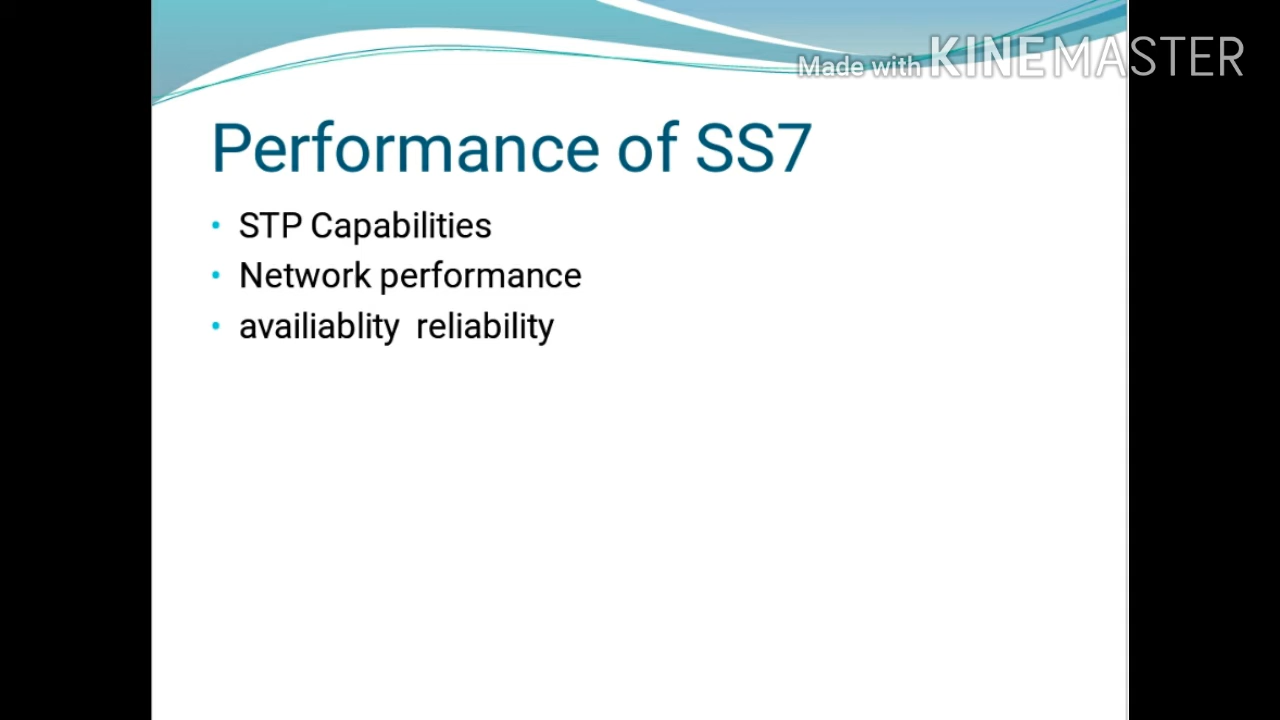 Made with KINEMASTER
Performance of SS7
• STP Capabilities
• Network performance
• availiablity reliability